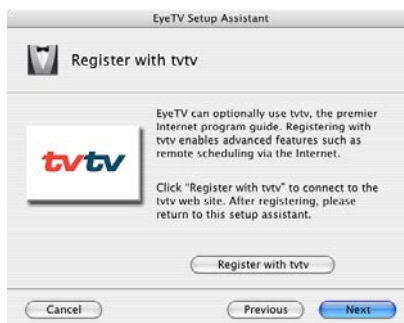 EyeTV Setup Assistant
Register with tvtv
EyeTV can optionally use tvtv, the premier
Internet program guide. Registering with
tvtv enables advanced features such as
remote scheduling via the Internet.
tvtv
Click "Register with tvtv" to connect to the
tvtv web site. After registering, please
return to this setup assistant.
Register with tvtv
Cancel
Previous
Next